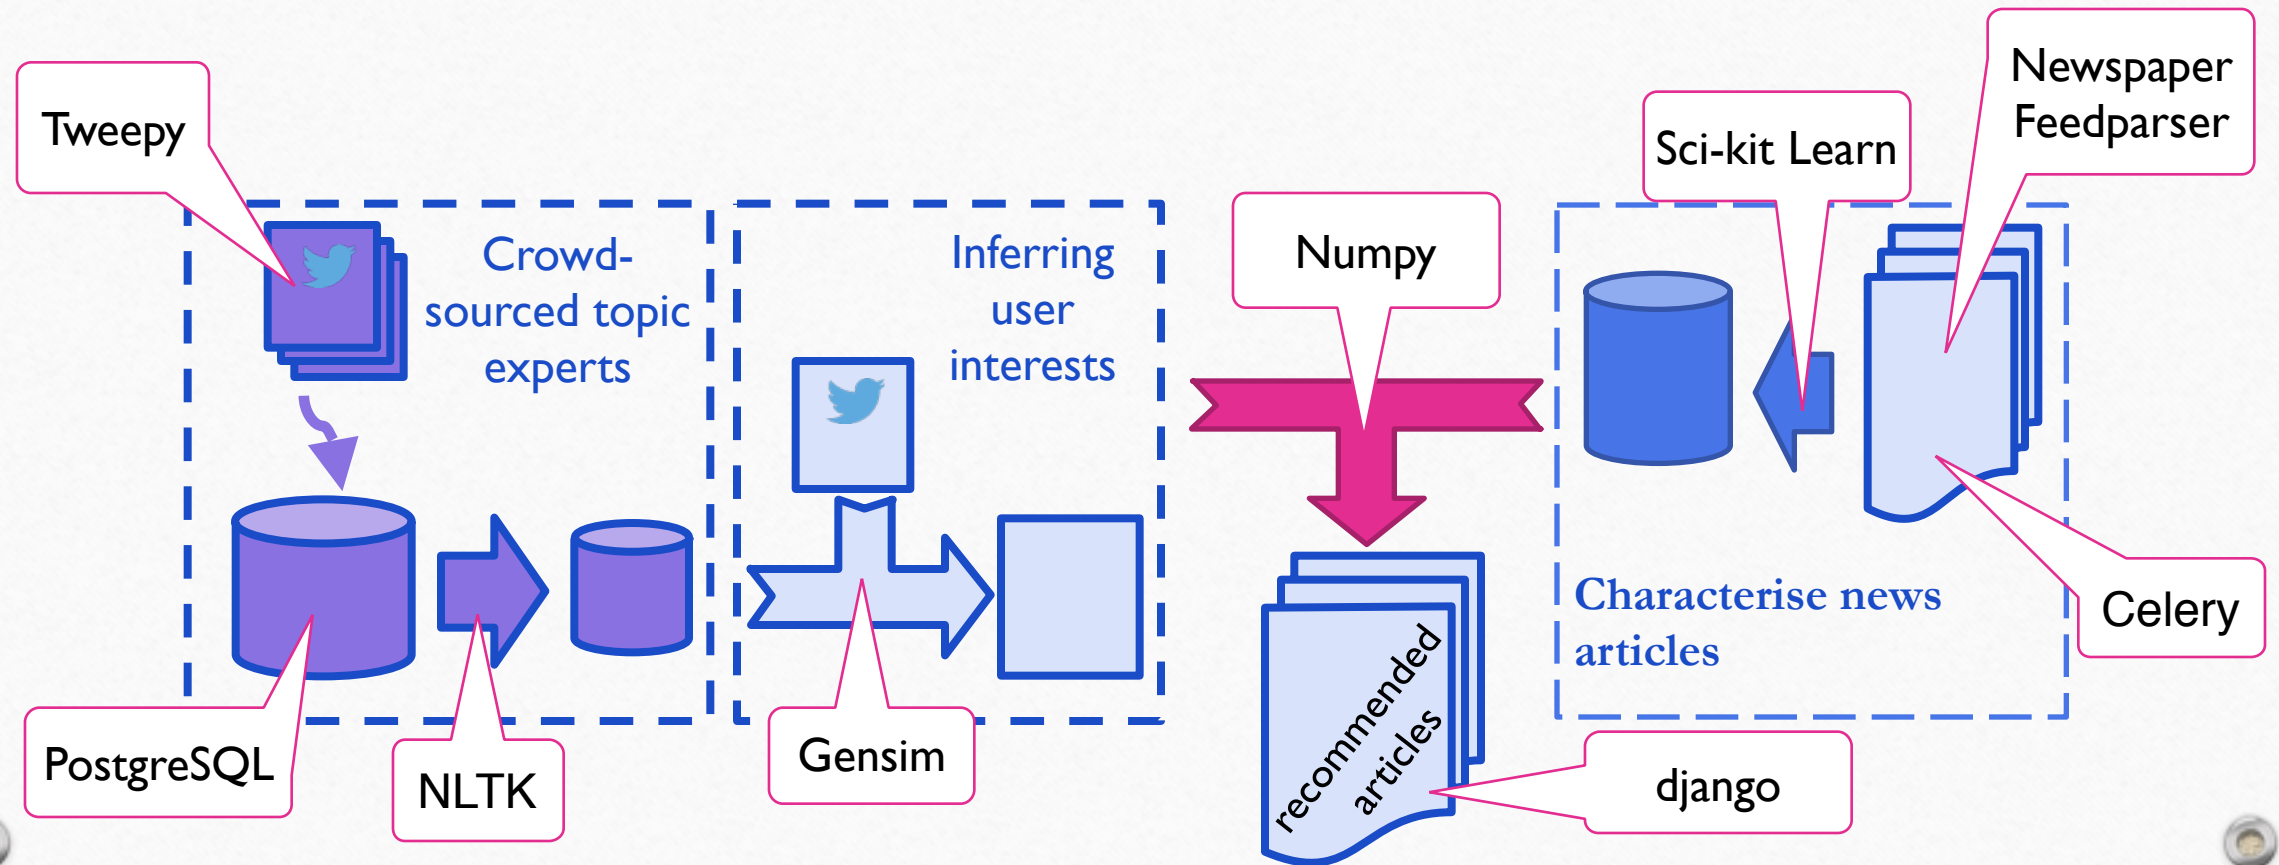 Newspaper
Feedparser
Tweepy
Sci-kit Learn
Crowd-
sourced topic
experts
Inferring
user
interests
Numpy
Characterise news
articles
Celery
recommended
articles
PostgreSQL
NLTK
Gensim
django